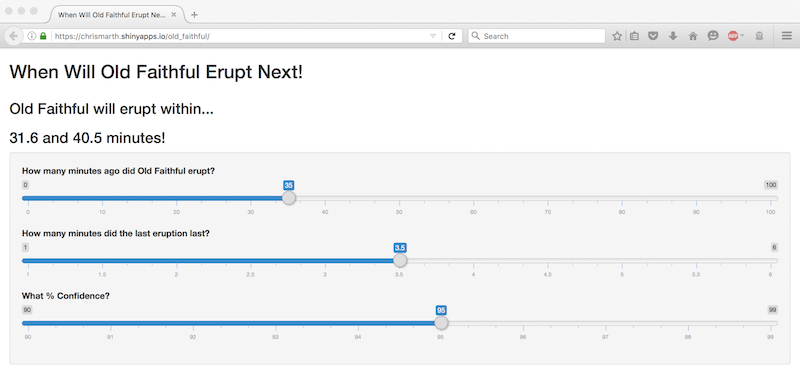 When Will Old Faithful Erupt Ne...
https://chrismarth.shinyapps.io/old_faithful/
Search
ABP
When Will Old Faithful Erupt Next!
Old Faithful will erupt within...
31.6 and 40.5 minutes!
How many minutes ago did Old Faithful erupt?
0 35 100
0 10 20 30 40 50 60 70 80 90 100
How many minutes did the last eruption last?
1 3.5 6
1 1.5 2 2.5 3 3.5 4 4.5 5 5.5 6
What % Confidence?
90 95 99
90 91 92 93 94 95 96 97 98 99